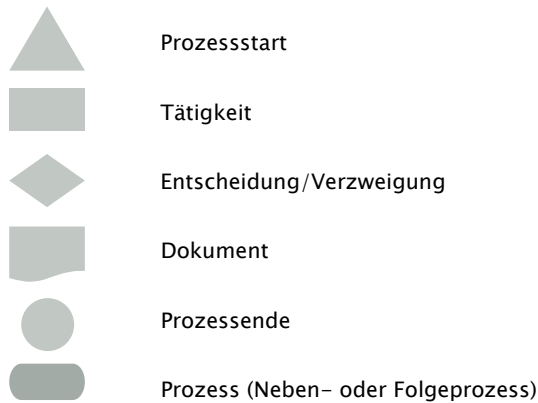 Prozessstart
Tätigkeit
Entscheidung/Verzweigung
Dokument
Prozessende
Prozess (Neben- oder Folgeprozess)